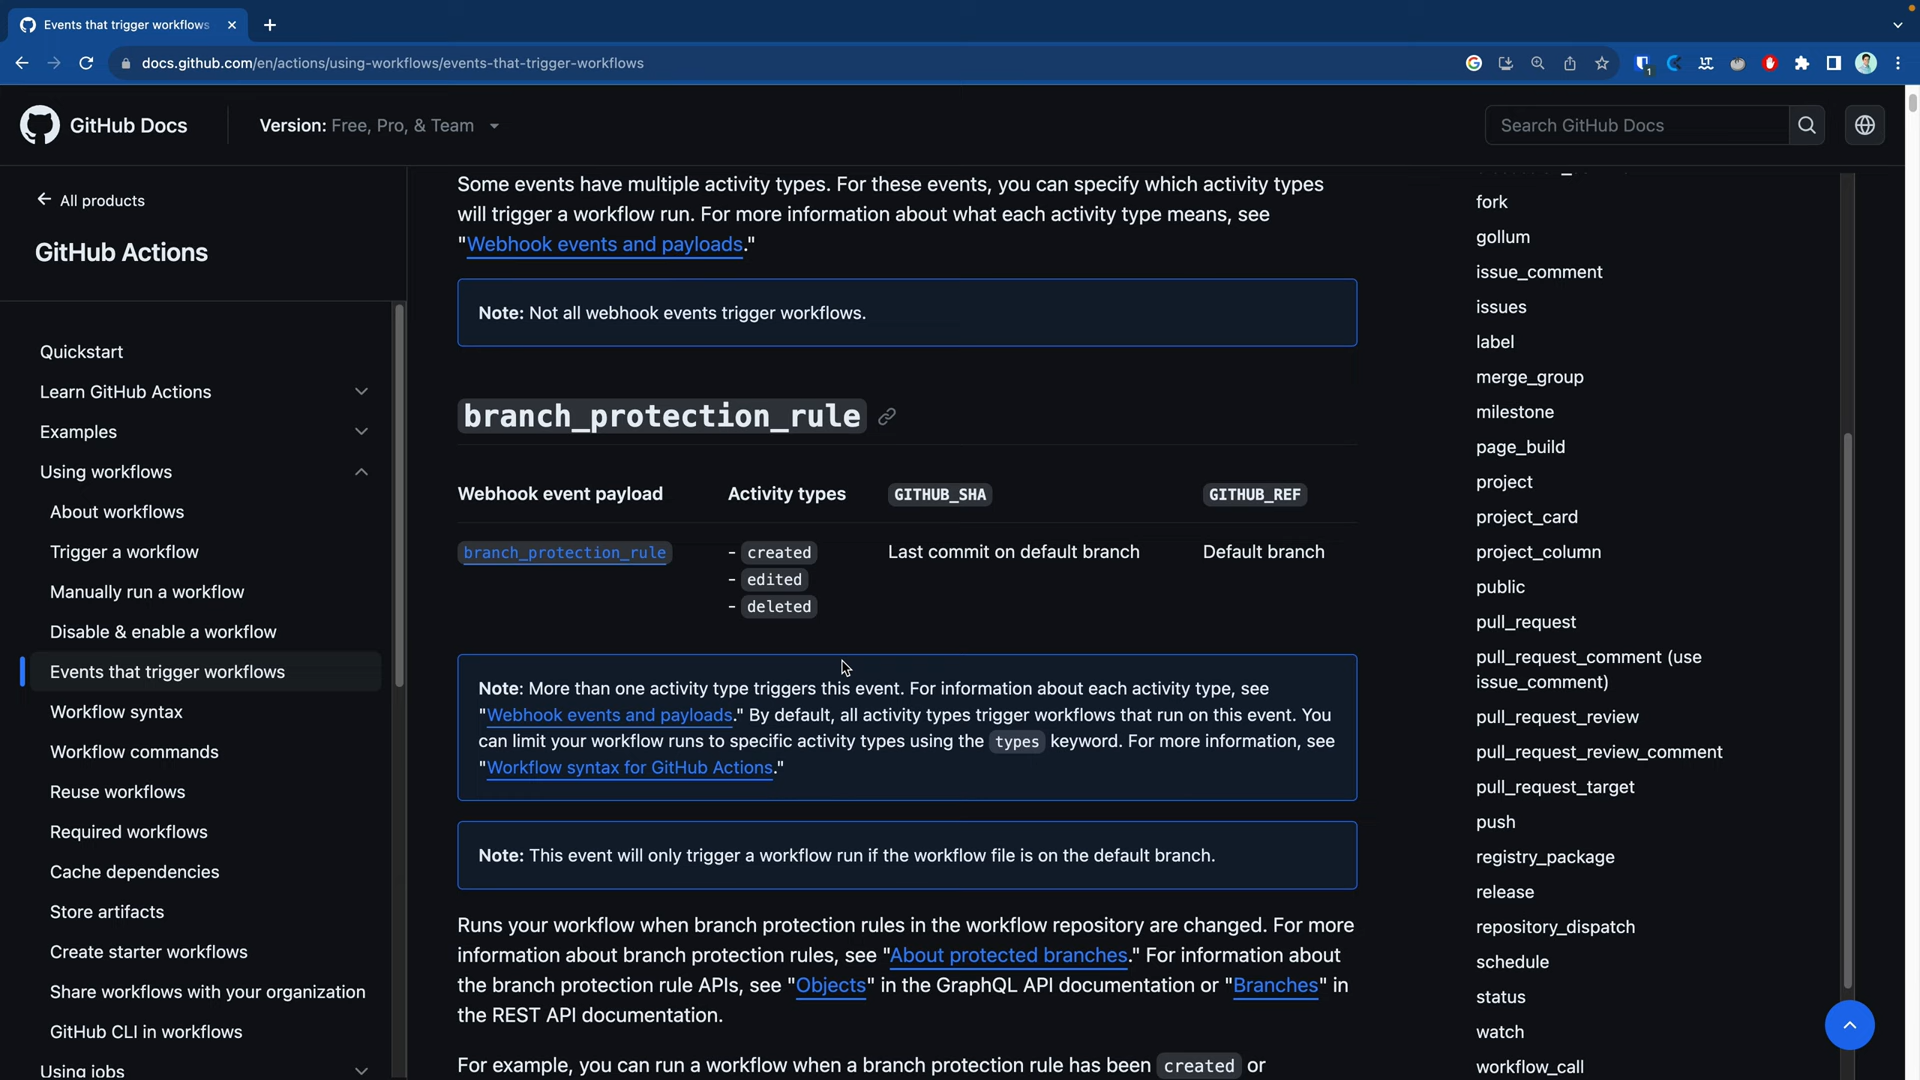 Events that trigger workflows
docs.github.com/en/actions/using-workflows/events-that-trigger-workflows
1
GitHub Docs
Version: Free, Pro, & Team
Search GitHub Docs
All products
GitHub Actions
Quickstart
Learn GitHub Actions
Examples
Using workflows
About workflows
Trigger a workflow
Manually run a workflow
Disable & enable a workflow
Events that trigger workflows
Workflow syntax
Workflow commands
Reuse workflows
Required workflows
Cache dependencies
Store artifacts
Create starter workflows
Share workflows with your organization
GitHub CLI in workflows
Using jobs
Some events have multiple activity types. For these events, you can specify which activity types
will trigger a workflow run. For more information about what each activity type means, see
"Webhook events and payloads."
Note: Not all webhook events trigger workflows.
branch_protection_rule
Webhook event payload Activity types GITHUB_SHA GITHUB_REF
branch_protection_rule - created Last commit on default branch Default branch
- edited
- deleted
Note: More than one activity type triggers this event. For information about each activity type, see
"Webhook events and payloads." By default, all activity types trigger workflows that run on this event. You
can limit your workflow runs to specific activity types using the types keyword. For more information, see
"Workflow syntax for GitHub Actions."
Note: This event will only trigger a workflow run if the workflow file is on the default branch.
Runs your workflow when branch protection rules in the workflow repository are changed. For more
information about branch protection rules, see "About protected branches." For information about
the branch protection rule APIs, see "Objects" in the GraphQL API documentation or "Branches" in
the REST API documentation.
For example, you can run a workflow when a branch protection rule has been created or
fork
gollum
issue_comment
issues
label
merge_group
milestone
page_build
project
project_card
project_column
public
pull_request
pull_request_comment (use
issue_comment)
pull_request_review
pull_request_review_comment
pull_request_target
push
registry_package
release
repository_dispatch
schedule
status
watch
workflow_call